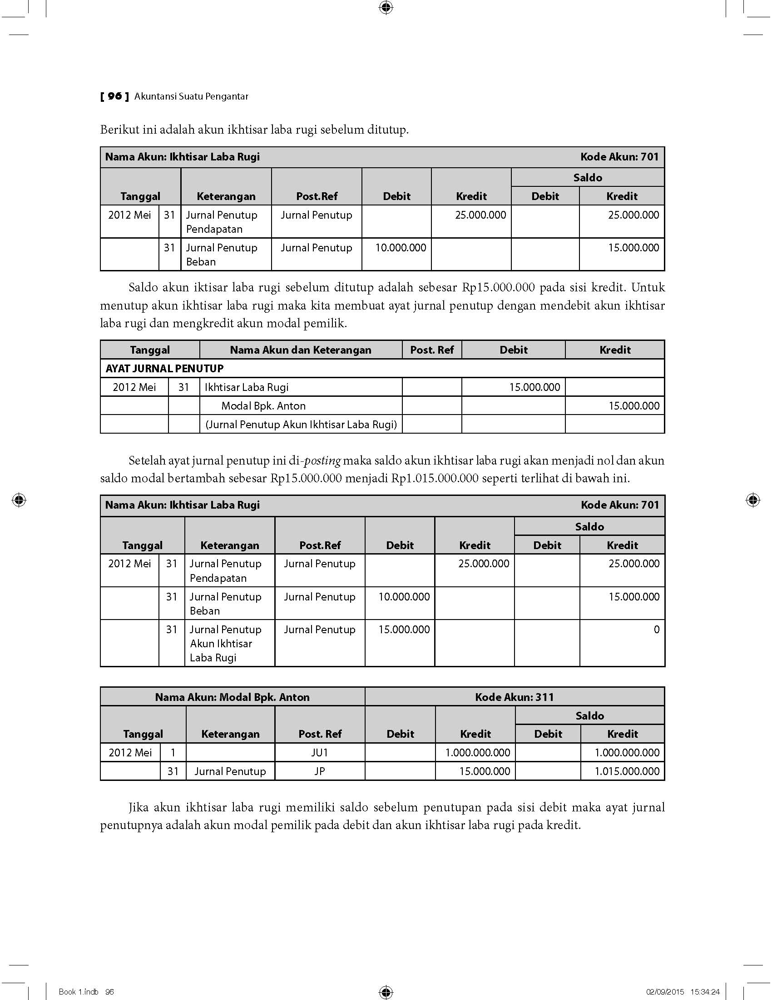 [ 96 ] Akuntansi Suatu Pengantar
Berikut ini adalah akun ikhtisar laba rugi sebelum ditutup.
Nama Akun: Ikhtisar Laba Rugi Kode Akun: 701
Saldo
Tanggal Keterangan Post.Ref Debit Kredit Debit Kredit
2012 Mei 31 Jurnal Penutup Jurnal Penutup 25.000.000 25.000.000
Pendapatan
31 Jurnal Penutup Jurnal Penutup 10.000.000 15.000.000
Beban
Saldo akun iktisar laba rugi sebelum ditutup adalah sebesar Rp15.000.000 pada sisi kredit. Untuk
menutup akun ikhtisar laba rugi maka kita membuat ayat jurnal penutup dengan mendebit akun ikhtisar
laba rugi dan mengkredit akun modal pemilik.
Tanggal Nama Akun dan Keterangan Post. Ref Debit Kredit
AYAT JURNAL PENUTUP
2012 Mei 31 Ikhtisar Laba Rugi 15.000.000
Modal Bpk. Anton 15.000.000
(Jurnal Penutup Akun Ikhtisar Laba Rugi)
Setelah ayat jurnal penutup ini di-posting maka saldo akun ikhtisar laba rugi akan menjadi nol dan akun
saldo modal bertambah sebesar Rp15.000.000 menjadi Rp1.015.000.000 seperti terlihat di bawah ini.
Nama Akun: Ikhtisar Laba Rugi Kode Akun: 701
Saldo
Tanggal Keterangan Post.Ref Debit Kredit Debit Kredit
2012 Mei 31 Jurnal Penutup Jurnal Penutup 25.000.000 25.000.000
Pendapatan
31 Jurnal Penutup Jurnal Penutup 10.000.000 15.000.000
Beban
31 Jurnal Penutup Jurnal Penutup 15.000.000 0
Akun Ikhtisar
Laba Rugi
Nama Akun: Modal Bpk. Anton Kode Akun: 311
Saldo
Tanggal Keterangan Post. Ref Debit Kredit Debit Kredit
2012 Mei 1 JU1 1.000.000.000 1.000.000.000
31 Jurnal Penutup JP 15.000.000 1.015.000.000
Jika akun ikhtisar laba rugi memiliki saldo sebelum penutupan pada sisi debit maka ayat jurnal
penutupnya adalah akun modal pemilik pada debit dan akun ikhtisar laba rugi pada kredit.
Book 1.indb 96 02/09/2015 15:34:24